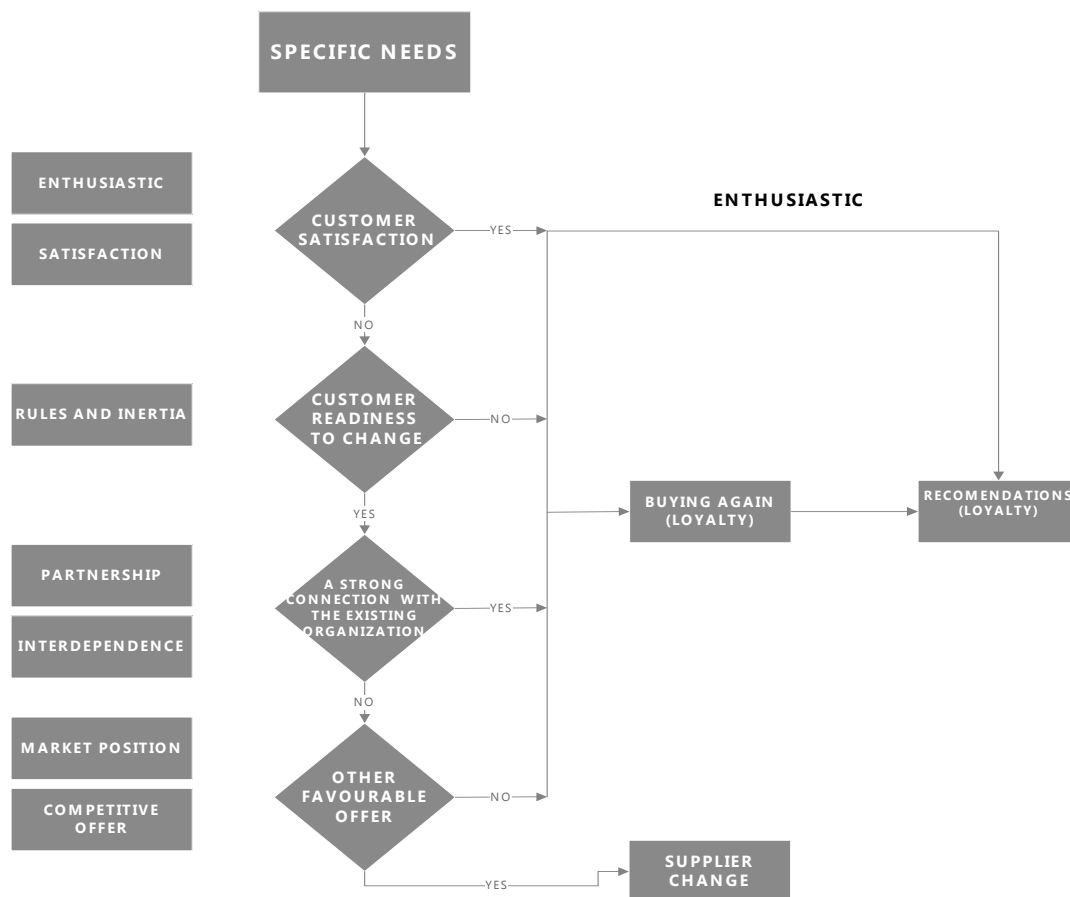 SPECIFIC NEEDS
ENTHUSIASTIC
SATISFACTION
CUSTOMER
SATISFACTION
YES
ENTHUSIASTIC
NO
RULES AND INERTIA
CUSTOMER
READINESS
TO CHANGE
NO
YES
BUYING AGAIN
(LOYALTY)
RECOMENDATIONS
(LOYALTY)
PARTNERSHIP
INTERDEPENDENCE
A STRONG
CONNECTION WITH
THE EXISTING
ORGANIZATION
YES
NO
MARKET POSITION
COMPETITIVE
OFFER
OTHER
FAVOURABLE
OFFER
NO
YES
SUPPLIER
CHANGE